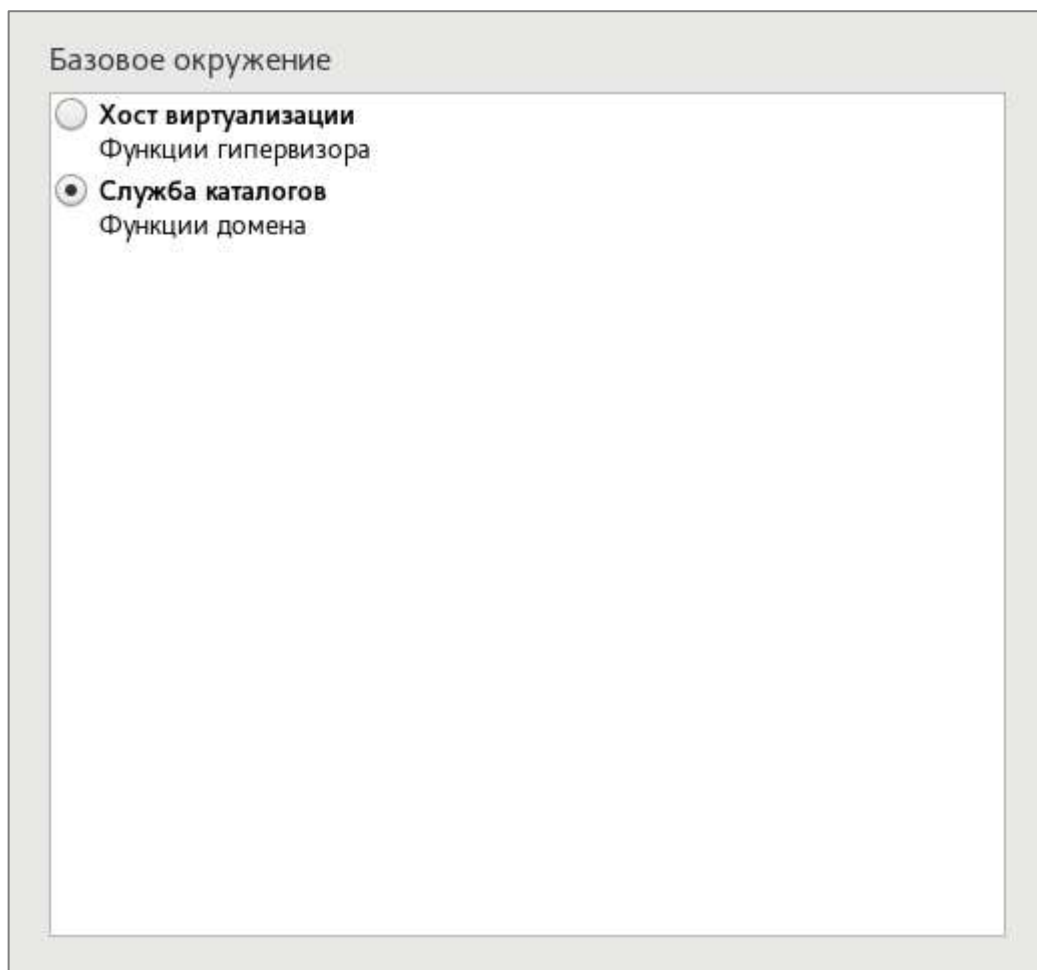 Базовое окружение
Хост виртуализации
Функции гипервизора
Служба каталогов
Функции домена